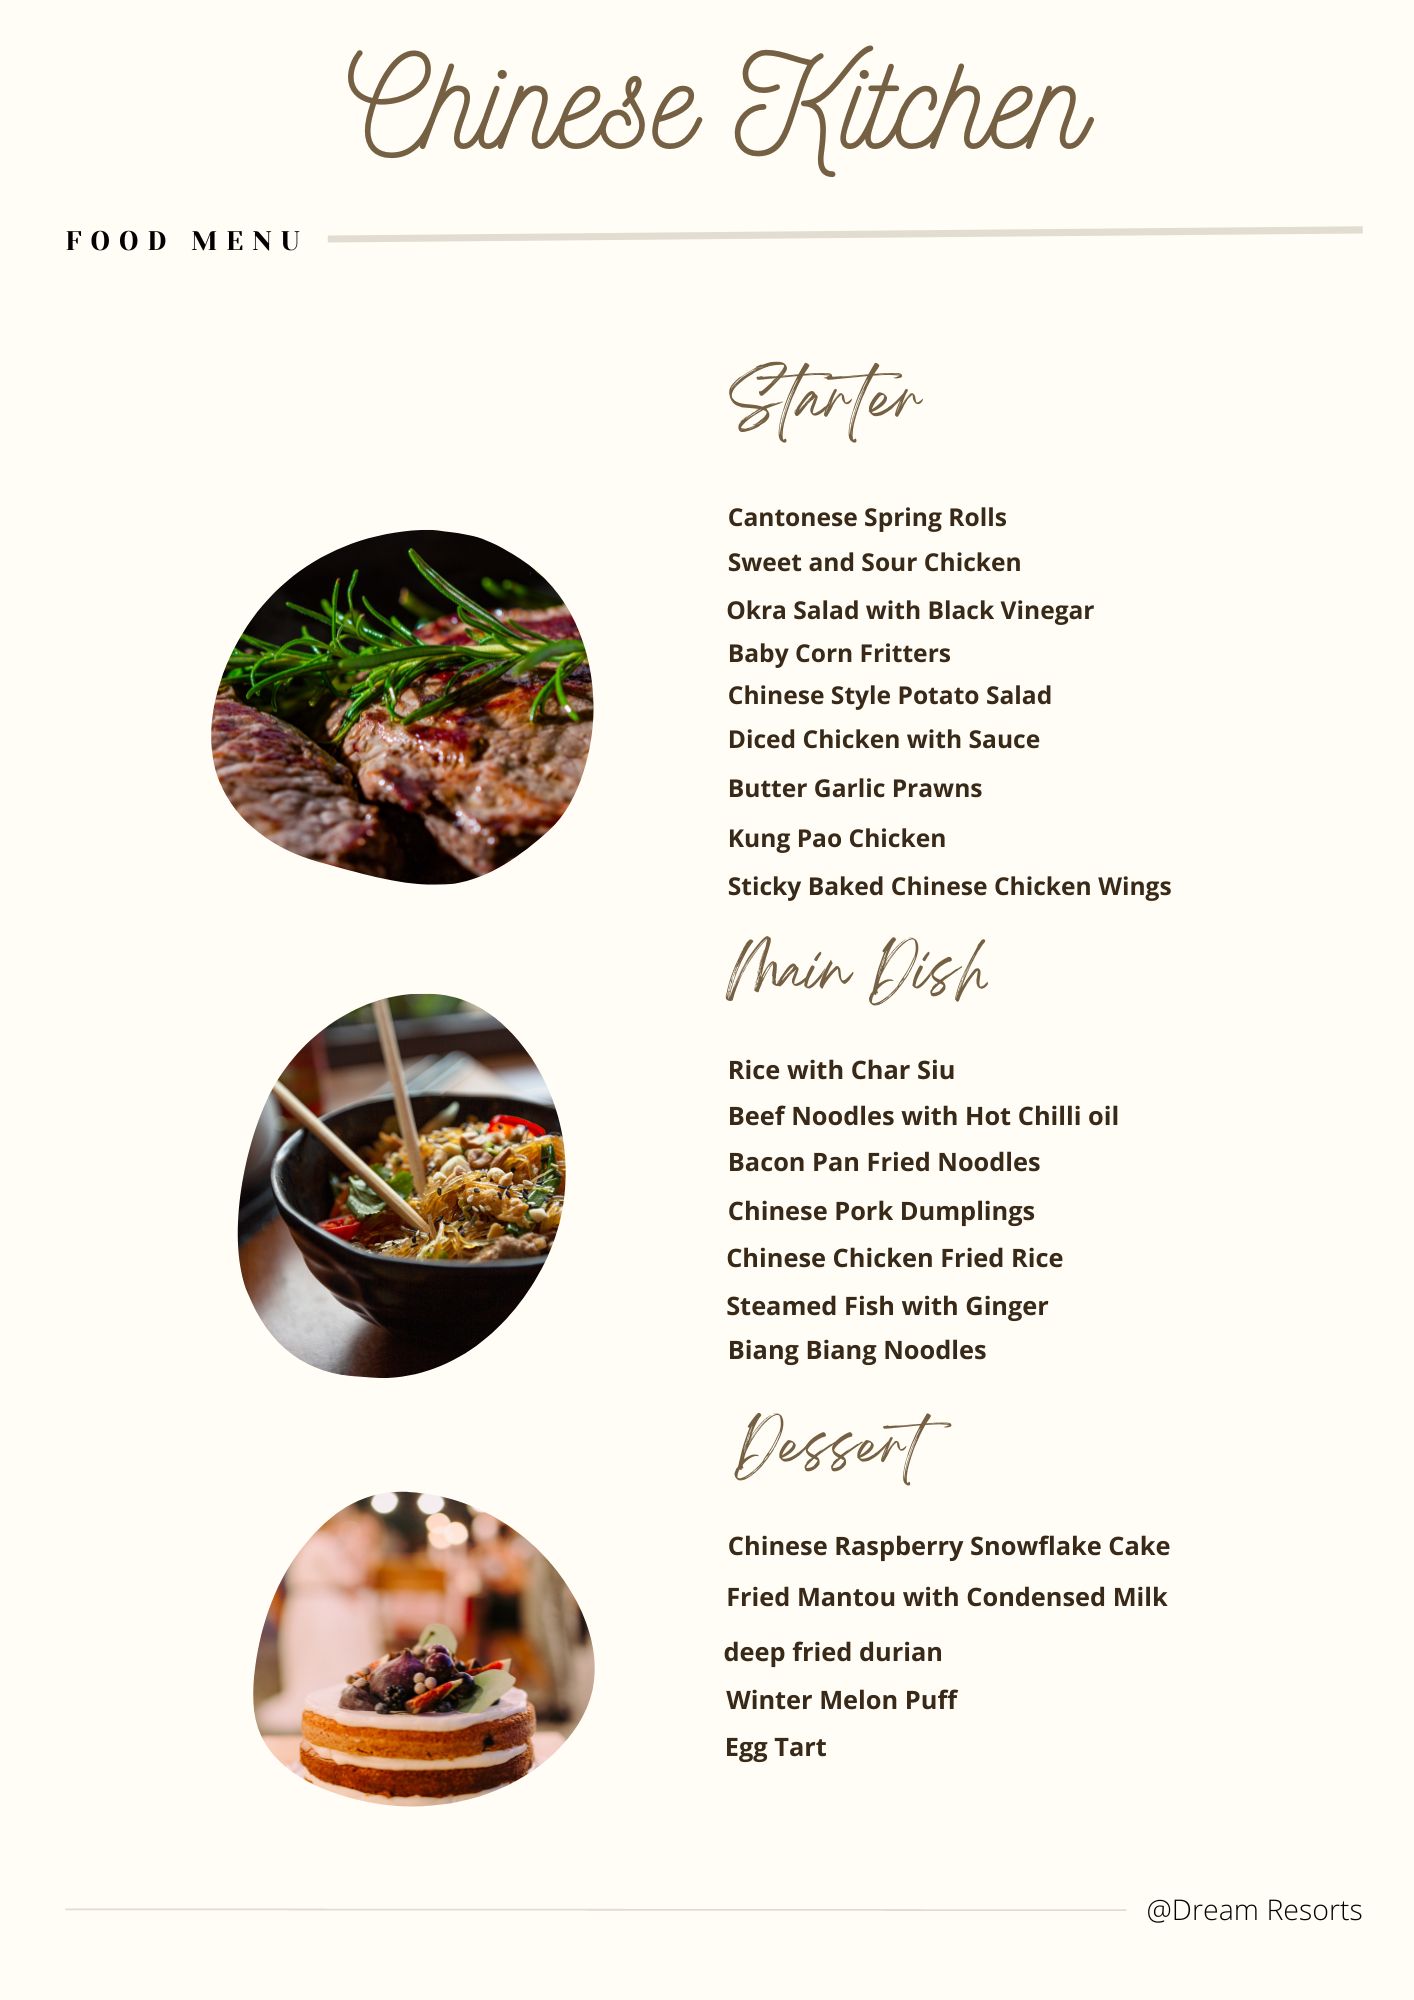 Chinese Kitchen
FOOD MENU
Starter
Cantonese Spring Rolls
Sweet and Sour Chicken
Okra Salad with Black Vinegar
Baby Corn Fritters
Chinese Style Potato Salad
Diced Chicken with Sauce
Butter Garlic Prawns
Kung Pao Chicken
Sticky Baked Chinese Chicken Wings
Main Dish
Rice with Char Siu
Beef Noodles with Hot Chilli oil
Bacon Pan Fried Noodles
Chinese Pork Dumplings
Chinese Chicken Fried Rice
Steamed Fish with Ginger
Biang Biang Noodles
Dessert
Chinese Raspberry Snowflake Cake
Fried Mantou with Condensed Milk
deep fried durian
Winter Melon Puff
Egg Tart
@Dream Resorts